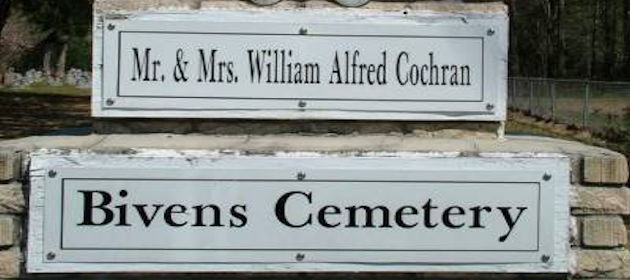 Mr. & Mrs. William Alfred Cochran
Bivens Cemetery